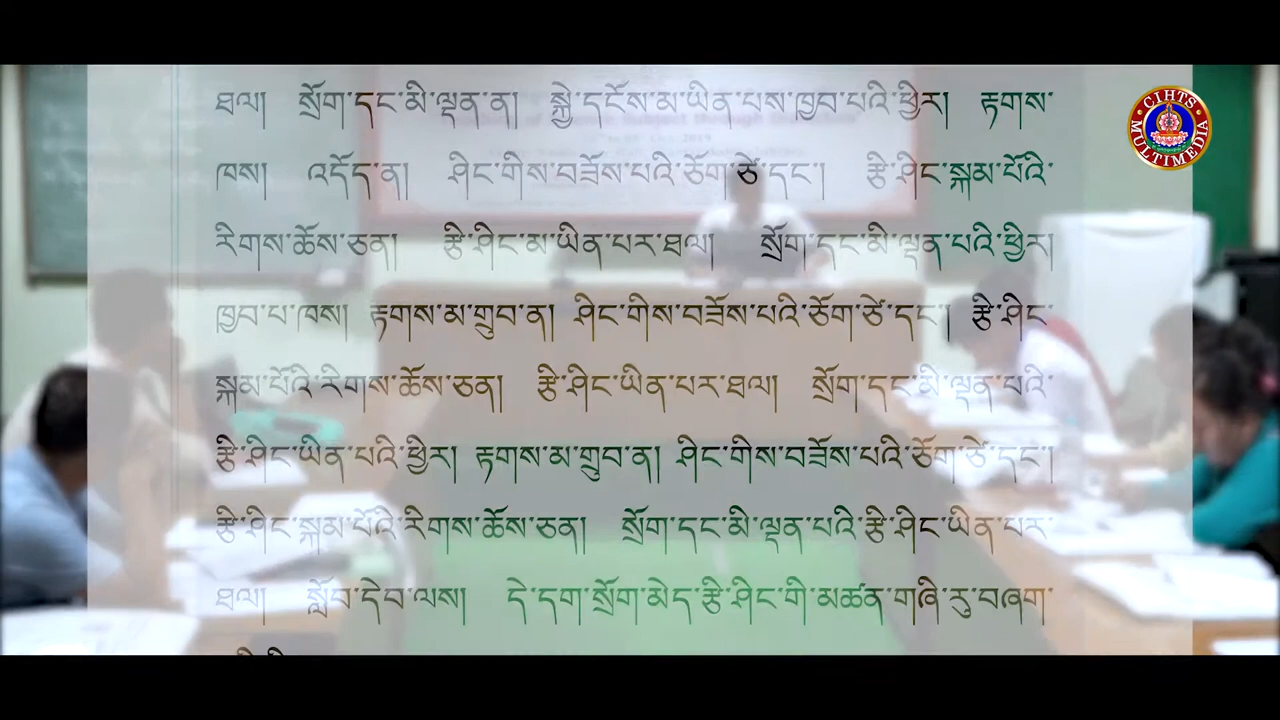 ཐལ། སྲོག་དང་མི་ལྡན་ན། སྐྱེ་དངོས་མ་ཡིན་པས་ཁྱབ་པའི་ཕྱིར། རྟགས་
ཁས། འདོད་ན། ཤིང་གིས་བཟོས་པའི་ཅོག་ཙེ་དང་། རྩི་ཤིང་སྐམ་པོའི་
རིགས་ཆོས་ཅན། རྩི་ཤིང་མ་ཡིན་པར་ཐལ། སྲོག་དང་མི་ལྡན་པའི་ཕྱིར།
ཁྱབ་པ་ཁས། རྟགས་མ་གྲུབ་ན། ཤིང་གིས་བཟོས་པའི་ཅོག་ཙེ་དང་། རྩི་ཤིང་
སྐམ་པོའི་རིགས་ཆོས་ཅན། རྩི་ཤིང་ཡིན་པར་ཐལ། སྲོག་དང་མི་ལྡན་པའི་
རྩི་ཤིང་ཡིན་པའི་ཕྱིར། རྟགས་མ་གྲུབ་ན། ཤིང་གིས་བཟོས་པའི་ཅོག་ཙེ་དང་།
རྩི་ཤིང་སྐམ་པོའི་རིགས་ཆོས་ཅན། སྲོག་དང་མི་ལྡན་པའི་རྩི་ཤིང་ཡིན་པར་
ཐལ། སློབ་དེབ་ལས། དེ་དག་སྲོག་མེད་རྩི་ཤིང་གི་མཚན་གཞི་རུ་བཞག་
CIHTS MULTIMEDIA